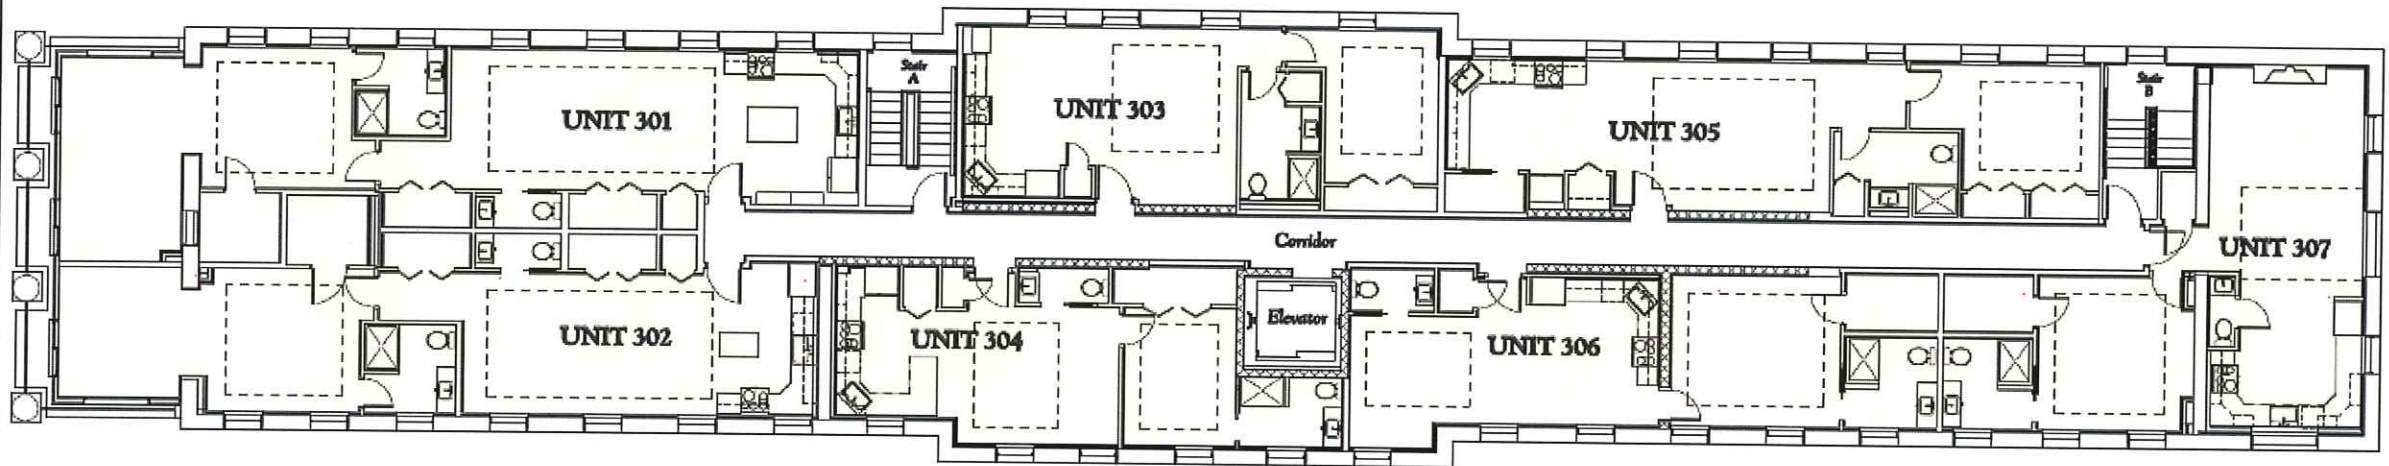 Stair
A
Stair
B
UNIT 301
UNIT 303
UNIT 305
Corridor
UNIT 307
UNIT 302
UNIT 304
Elevator
UNIT 306